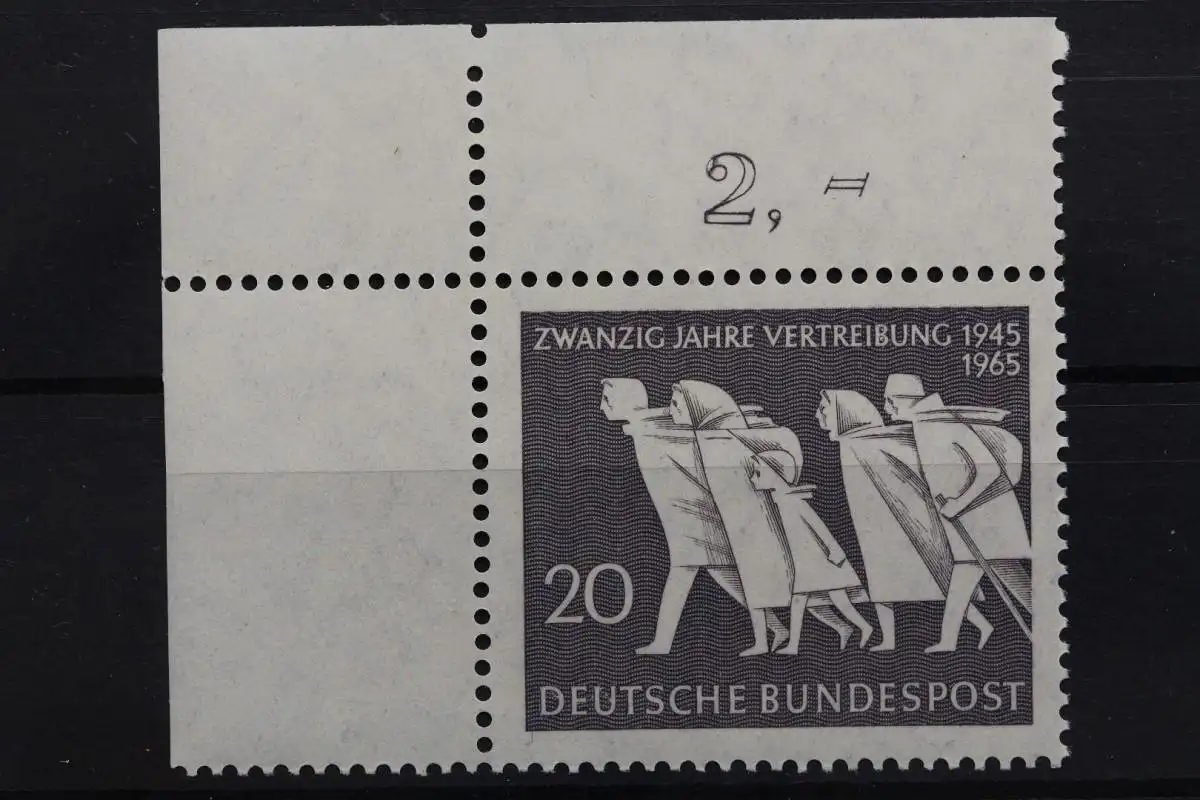 2,=
ZWANZIG JAHRE VERTREIBUNG 1945
1965
20
DEUTSCHE BUNDESPOST